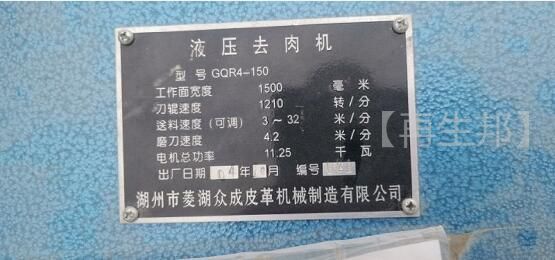 液压去肉机
型号 GQR4-150
工作面宽度 1500 毫米
刀辊速度 1210 转/分
送料速度（可调） 3～32 米/分
磨刀速度 4.2 米/分
电机总功率 11.25 千瓦
出厂日期 04年 月 编号
湖州市菱湖众成皮革机械制造有限公司
【再生邦】